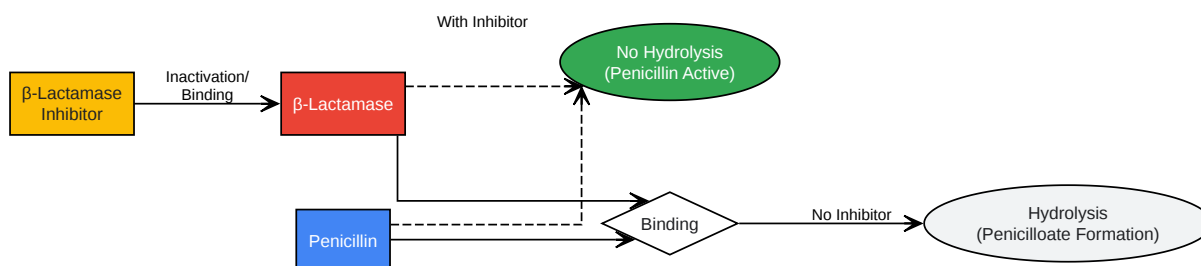 With Inhibitor
No Hydrolysis
(Penicillin Active)
Inactivation/
Binding
β-Lactamase
Inhibitor
β-Lactamase
Penicillin
Binding
No Inhibitor
Hydrolysis
(Penicilloate Formation)